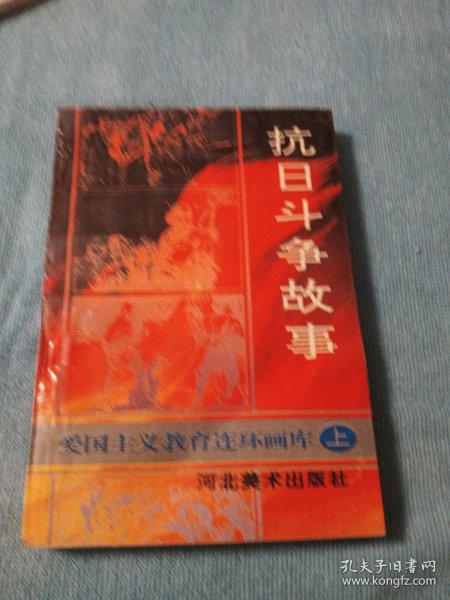 抗日斗争故事
爱国主义教育连环画库 上
河北美术出版社
孔夫子旧书网
www.kongfz.com